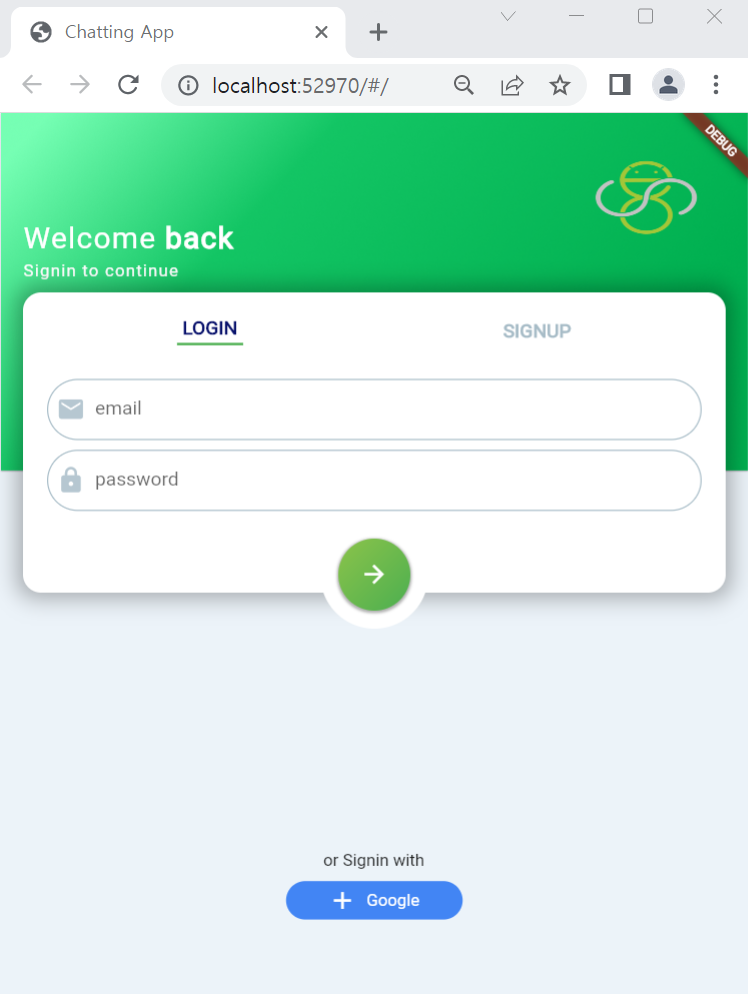 Chatting App
localhost:52970/#/
DEBUG
Welcome back
Signin to continue
LOGIN SIGNUP
email
password
or Signin with
Google